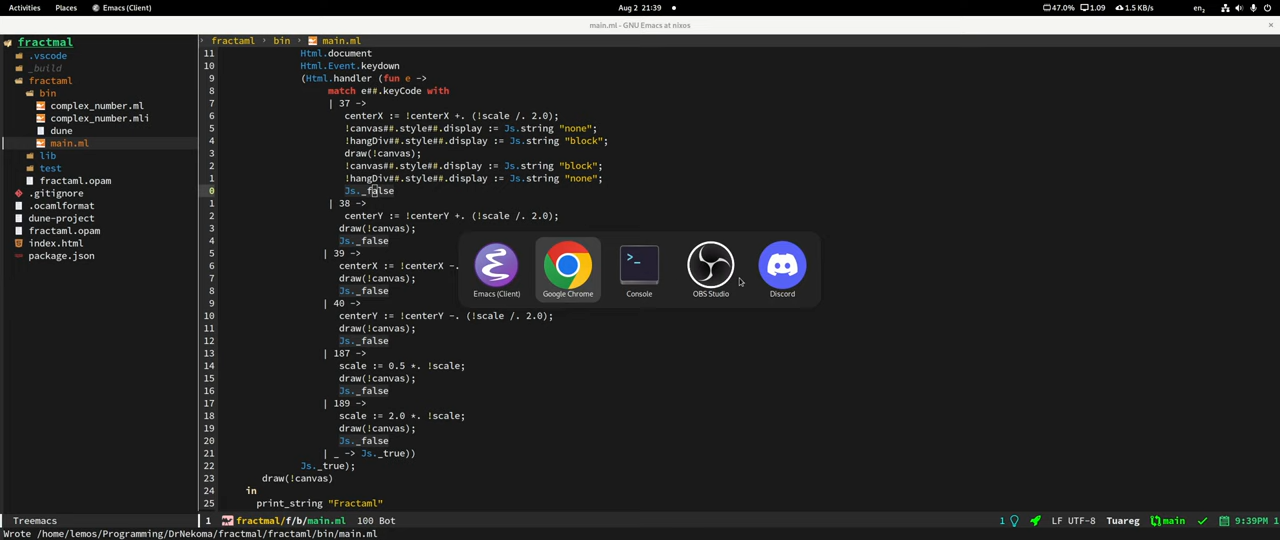 Activities Places Emacs (Client) Aug 2 21:39 47.0% 1.09 1.5 KB/s en₂
main.ml - GNU Emacs at nixos
fractmal
.vscode
_build
fractaml
bin
complex_number.ml
complex_number.mli
dune
main.ml
lib
test
fractaml.opam
.gitignore
.ocamlformat
dune-project
fractaml.opam
index.html
package.json
fractaml › bin › main.ml
11 Html.document
10 Html.Event.keydown
9 (Html.handler (fun e ->
8 match e##.keyCode with
7 | 37 ->
6 centerX := !centerX +. (!scale /. 2.0);
5 !canvas##.style##.display := Js.string "none";
4 !hangDiv##.style##.display := Js.string "block";
3 draw(!canvas);
2 !canvas##.style##.display := Js.string "block";
1 !hangDiv##.style##.display := Js.string "none";
0 Js._false
1 | 38 ->
2 centerY := !centerY +. (!scale /. 2.0);
3 draw(!canvas);
4 Js._false
5 | 39 ->
6 centerX := !centerX -.
7 draw(!canvas);
8 Js._false
9 | 40 ->
10 centerY := !centerY -. (!scale /. 2.0);
11 draw(!canvas);
12 Js._false
13 | 187 ->
14 scale := 0.5 *. !scale;
15 draw(!canvas);
16 Js._false
17 | 189 ->
18 scale := 2.0 *. !scale;
19 draw(!canvas);
20 Js._false
21 | _ -> Js._true))
22 Js._true);
23 draw(!canvas)
24 in
25 print_string "Fractaml"
Emacs (Client) Google Chrome Console OBS Studio Discord
Treemacs
1 fractmal/f/b/main.ml 100 Bot 1 LF UTF-8 Tuareg main 9:39PM 1
Wrote /home/lemos/Programming/DrNekoma/fractmal/fractaml/bin/main.ml